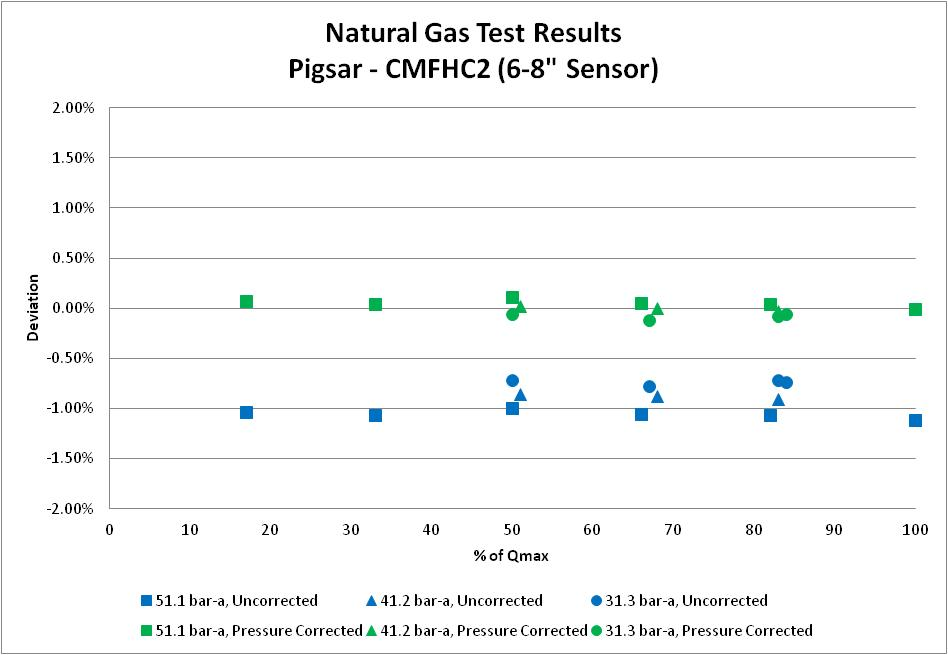 Natural Gas Test Results
Pigsar - CMFHC2 (6-8" Sensor)
2.00%
1.50%
1.00%
0.50%
0.00%
-0.50%
-1.00%
-1.50%
-2.00%
Deviation
0 10 20 30 40 50 60 70 80 90 100
% of Qmax
51.1 bar-a, Uncorrected 41.2 bar-a, Uncorrected 31.3 bar-a, Uncorrected
51.1 bar-a, Pressure Corrected 41.2 bar-a, Pressure Corrected 31.3 bar-a, Pressure Corrected